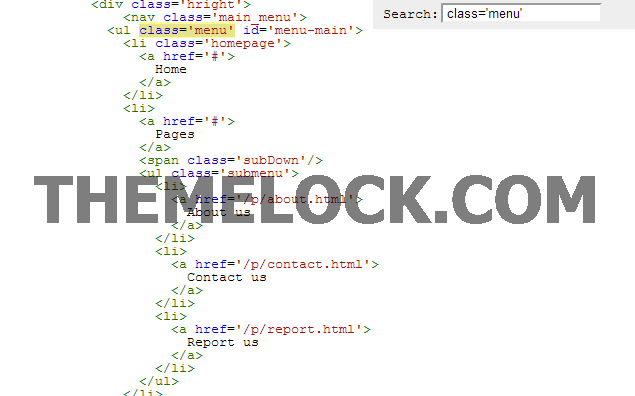 <div class='hright'>
Search: class='menu'
<nav class='main_menu'>
<ul class='menu' id='menu-main'>
<li class='homepage'>
<a href='#'>
Home
</a>
</li>
<li>
<a href='#'>
Pages
</a>
<span class='subDown'/>
<ul class='submenu'>
<li>
THEMELOCK.COM
<a href='/p/about.html'>
About us
</a>
</li>
<li>
<a href='/p/contact.html'>
Contact us
</a>
</li>
<li>
<a href='/p/report.html'>
Report us
</a>
</li>
</ul>
</li>